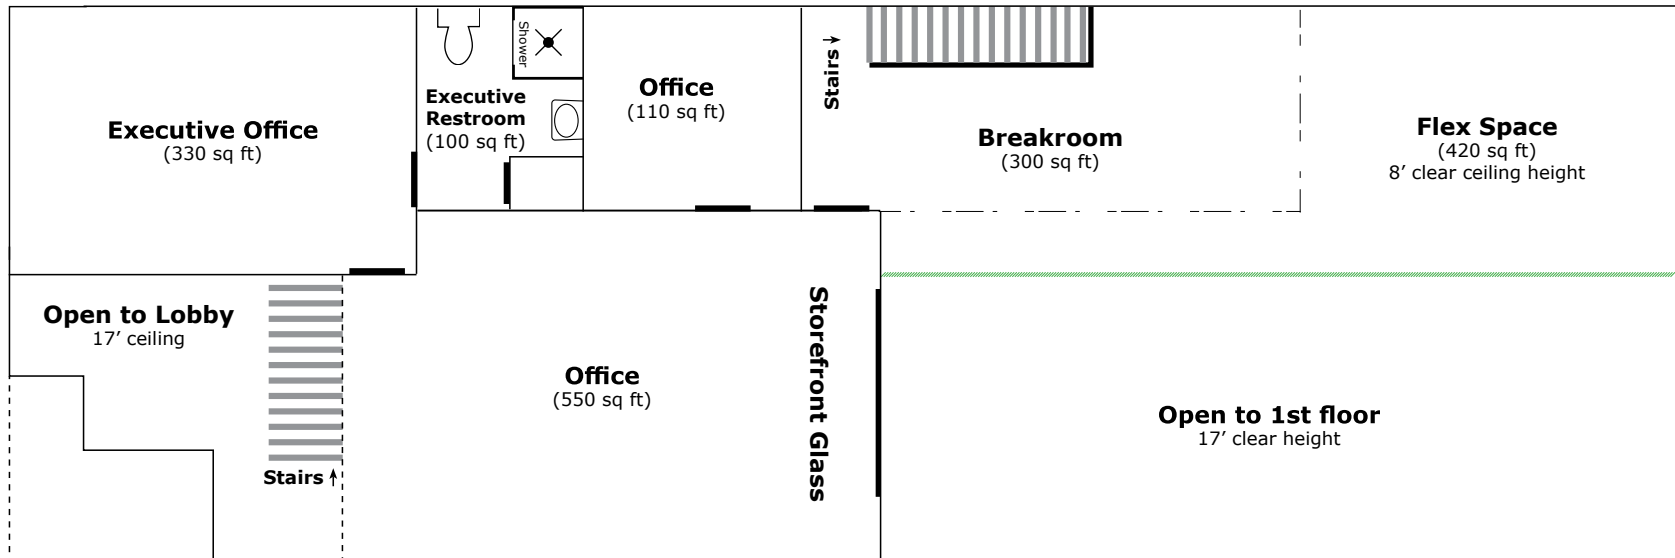 Executive Office
(330 sq ft)
Executive
Restroom
(100 sq ft)
Shower
Office
(110 sq ft)
Stairs
Breakroom
(300 sq ft)
Flex Space
(420 sq ft)
8’ clear ceiling height
Open to Lobby
17’ ceiling
Stairs
Office
(550 sq ft)
Storefront Glass
Open to 1st floor
17’ clear height